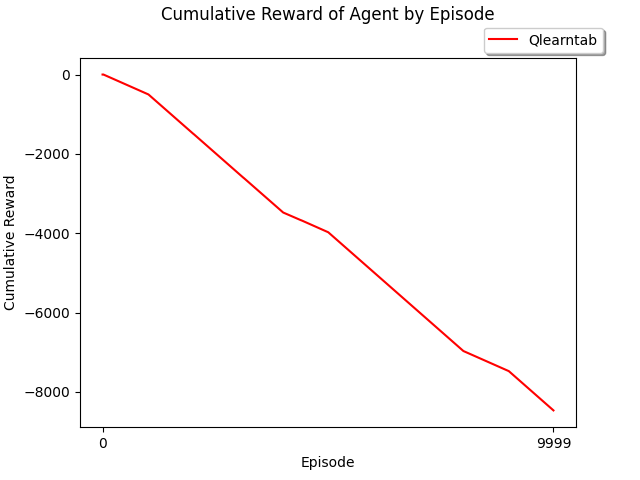 Cumulative Reward of Agent by Episode
Qlearntab
0
−2000
−4000
−6000
−8000
Cumulative Reward
0
9999
Episode